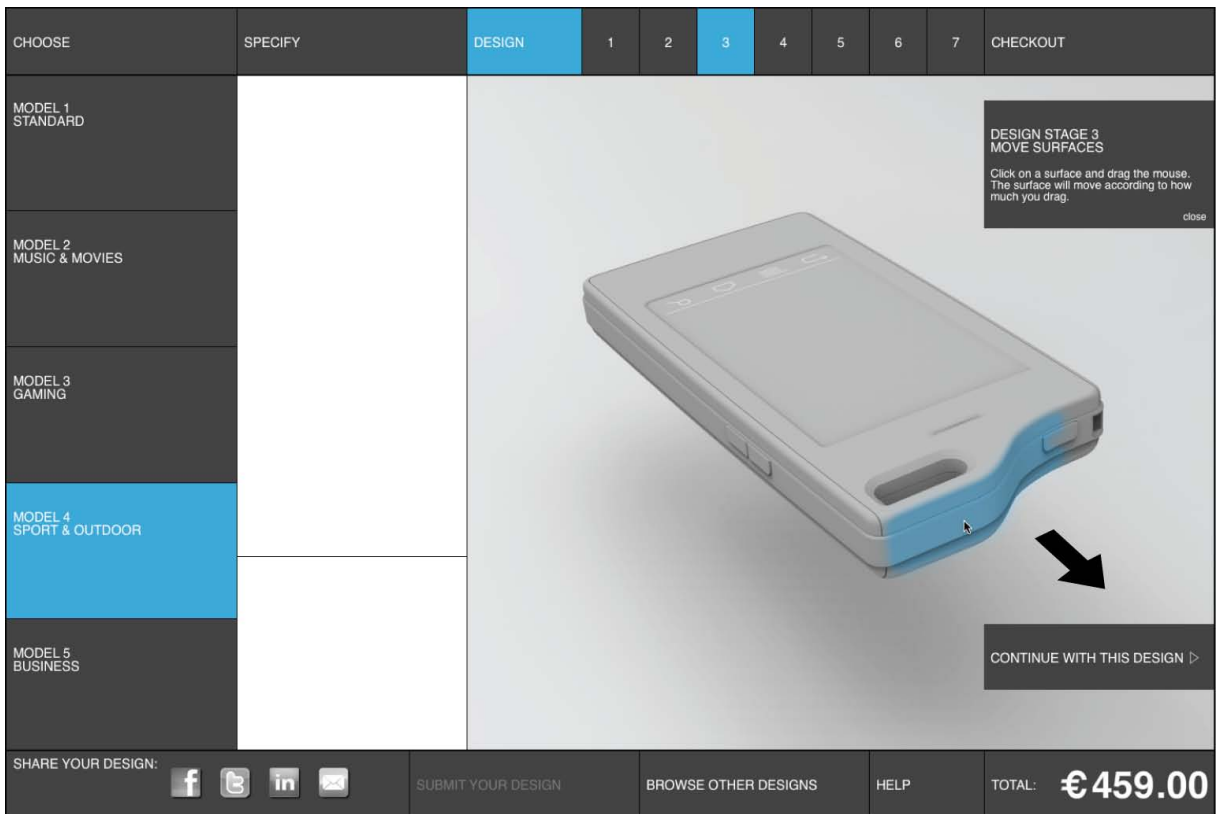 CHOOSE
SPECIFY
DESIGN
1
2
3
4
5
6
7
CHECKOUT
MODEL 1
STANDARD
MODEL 2
MUSIC & MOVIES
MODEL 3
GAMING
MODEL 4
SPORT & OUTDOOR
MODEL 5
BUSINESS
DESIGN STAGE 3
MOVE SURFACES
Click on a surface and drag the mouse.
The surface will move according to how
much you drag.
close
CONTINUE WITH THIS DESIGN
SHARE YOUR DESIGN:
f
in
SUBMIT YOUR DESIGN
BROWSE OTHER DESIGNS
HELP
TOTAL:
€459.00